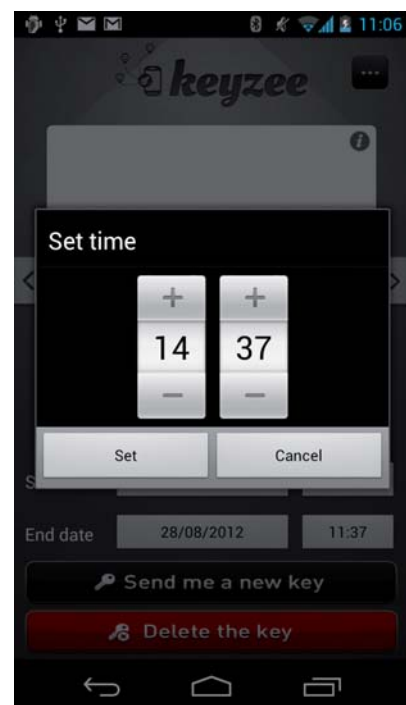 11:06
keyzee
Set time
+ +
14 37
− −
Set Cancel
S
End date 28/08/2012 11:37
Send me a new key
Delete the key